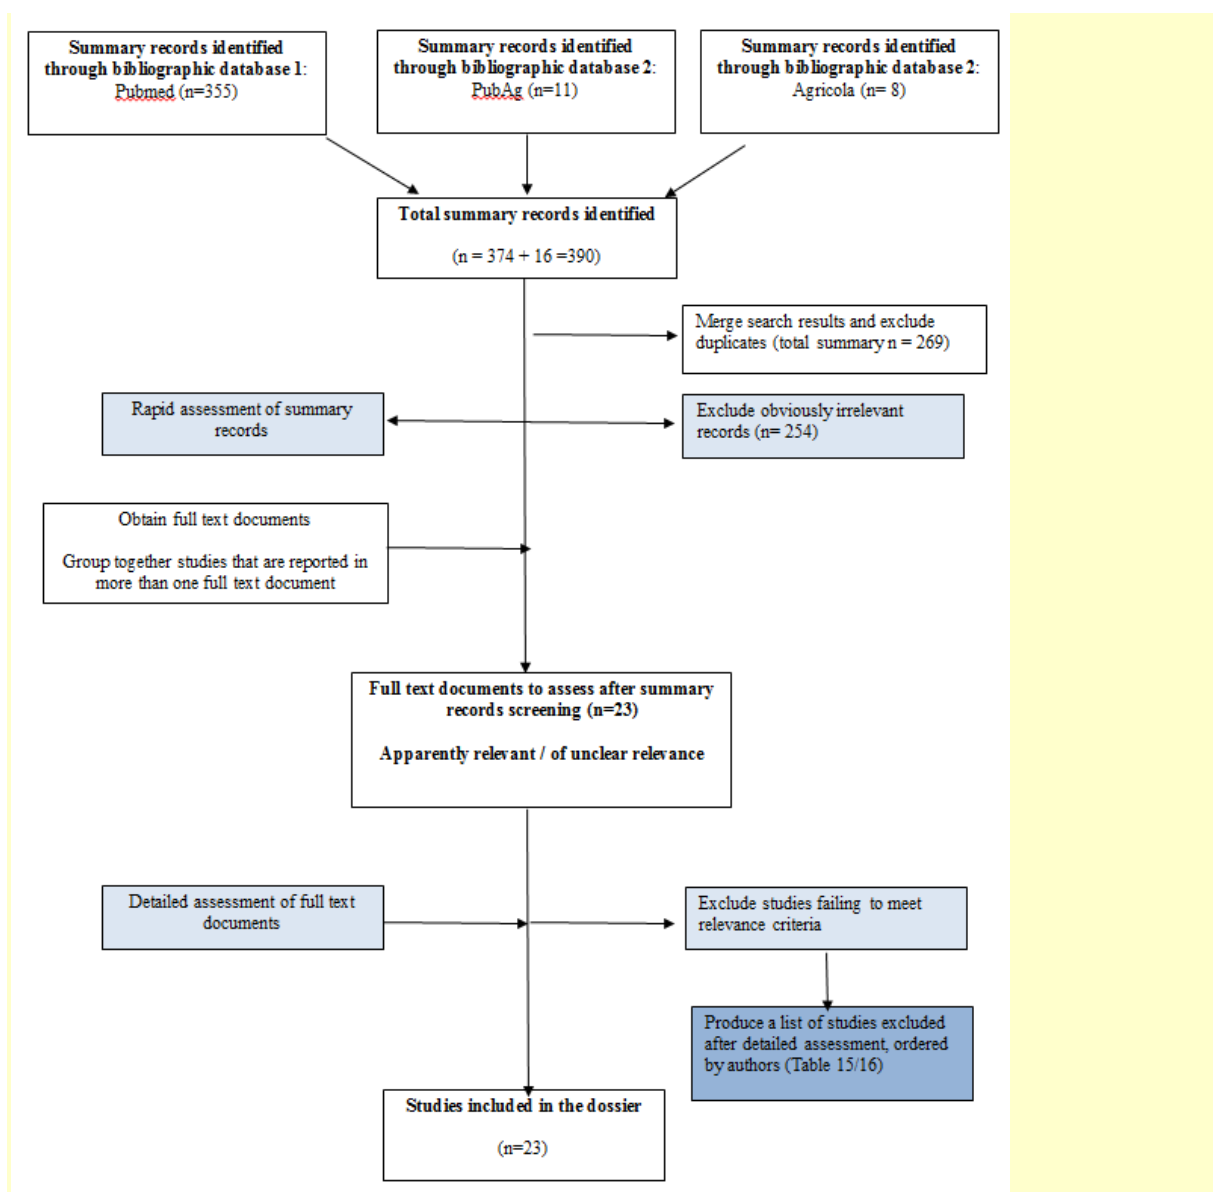 Summary records identified
through bibliographic database 1:
Pubmed (n=355)
Summary records identified
through bibliographic database 2:
PubAg (n=11)
Summary records identified
through bibliographic database 2:
Agricola (n= 8)
Total summary records identified
(n = 374 + 16 =390)
Merge search results and exclude
duplicates (total summary n = 269)
Rapid assessment of summary
records
Exclude obviously irrelevant
records (n= 254)
Obtain full text documents
Group together studies that are reported in
more than one full text document
Full text documents to assess after summary
records screening (n=23)
Apparently relevant / of unclear relevance
Detailed assessment of full text
documents
Exclude studies failing to meet
relevance criteria
Produce a list of studies excluded
after detailed assessment, ordered
by authors (Table 15/16)
Studies included in the dossier
(n=23)